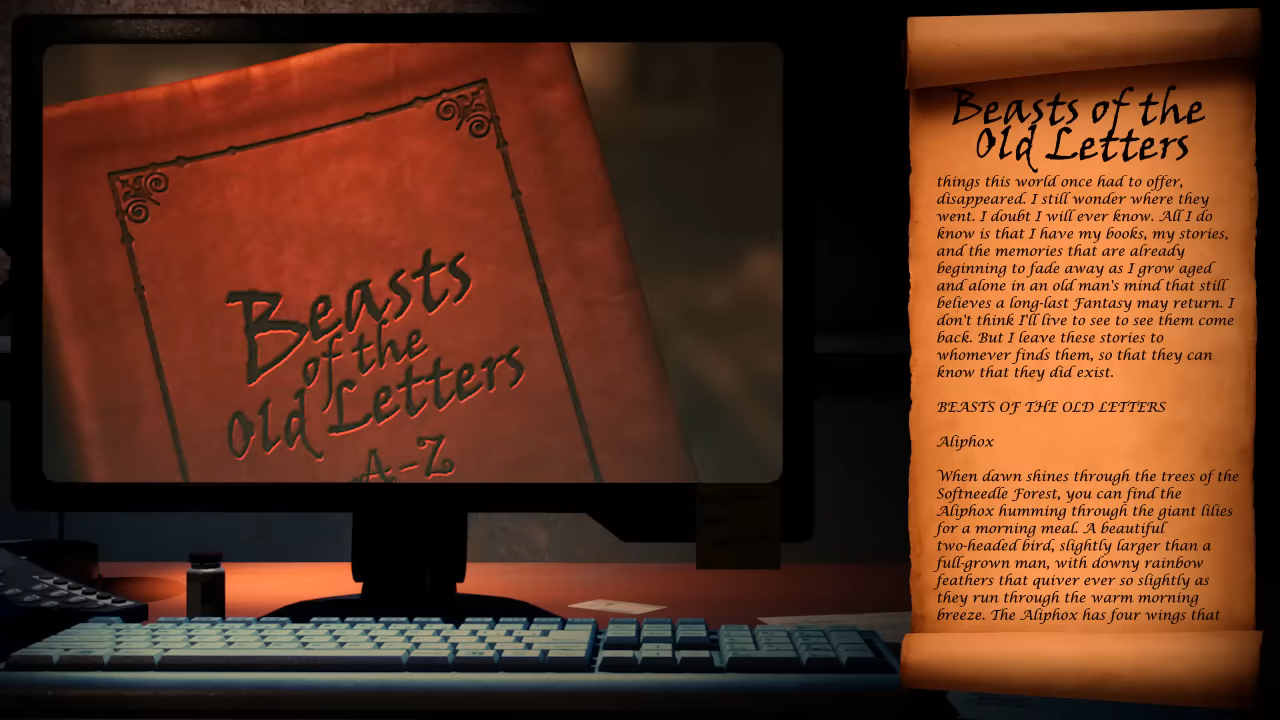 Beasts
of the
Old Letters
A-Z
Beasts of the
Old Letters
things this world once had to offer,
disappeared. I still wonder where they
went. I doubt I will ever know. All I do
know is that I have my books, my stories,
and the memories that are already
beginning to fade away as I grow aged
and alone in an old man's mind that still
believes a long-last Fantasy may return. I
don't think I'll live to see to see them come
back. But I leave these stories to
whomever finds them, so that they can
know that they did exist.
BEASTS OF THE OLD LETTERS
Aliphox
When dawn shines through the trees of the
Softneedle Forest, you can find the
Aliphox humming through the giant lilies
for a morning meal. A beautiful
two-headed bird, slightly larger than a
full-grown man, with downy rainbow
feathers that quiver ever so slightly as
they run through the warm morning
breeze. The Aliphox has four wings that